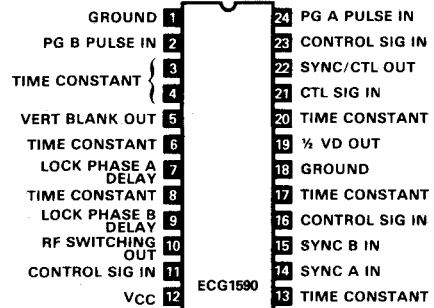 GROUND 1
PG B PULSE IN 2
TIME CONSTANT { 3
4
VERT BLANK OUT 5
TIME CONSTANT 6
LOCK PHASE A
DELAY 7
TIME CONSTANT 8
LOCK PHASE B
DELAY 9
RF SWITCHING
OUT 10
CONTROL SIG IN 11
VCC 12
ECG1590
24 PG A PULSE IN
23 CONTROL SIG IN
22 SYNC/CTL OUT
21 CTL SIG IN
20 TIME CONSTANT
19 ½ VD OUT
18 GROUND
17 TIME CONSTANT
16 CONTROL SIG IN
15 SYNC B IN
14 SYNC A IN
13 TIME CONSTANT